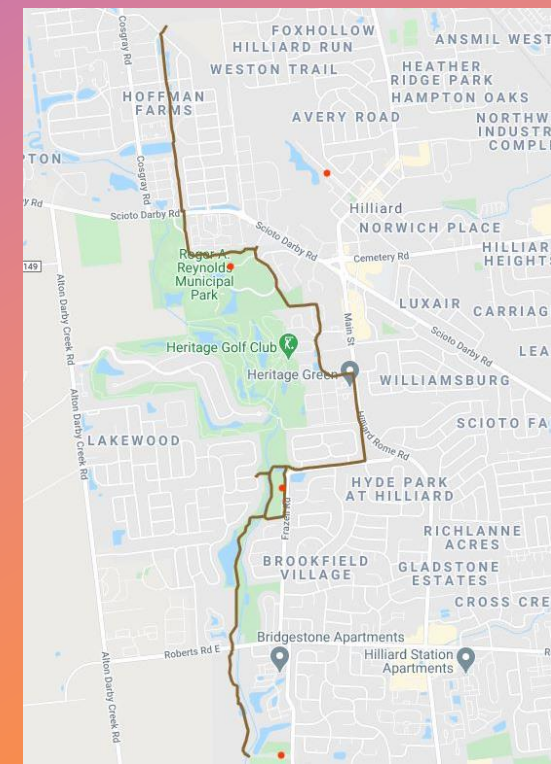 Cosgray Rd
FOXHOLLOW
HILLIARD RUN
ANSMIL WEST
WESTON TRAIL
HEATHER
RIDGE PARK
HOFFMAN
FARMS
HAMPTON OAKS
AVERY ROAD
NORTHW
INDUSTR
COMPLE
PTON
Cosgray Rd
Scioto Darby Rd
Hilliard
NORWICH PLACE
Scioto Darby Rd
Cemetery Rd
HILLIAR
HEIGHTS
149
Roger A.
Reynolds
Municipal
Park
Alton Darby Creek Rd
LUXAIR
CARRIAG
Main St
Scioto Darby Rd
Heritage Golf Club
LEA
Heritage Green
WILLIAMSBURG
Alton Darby Creek Rd
Hilliard Rome Rd
SCIOTO FA
LAKEWOOD
HYDE PARK
AT HILLIARD
Frazell Rd
RICHLANNE
ACRES
BROOKFIELD
VILLAGE
GLADSTONE
ESTATES
CROSS CRE
Alton Darby Creek Rd
Roberts Rd E
Bridgestone Apartments
Hilliard Station
Apartments